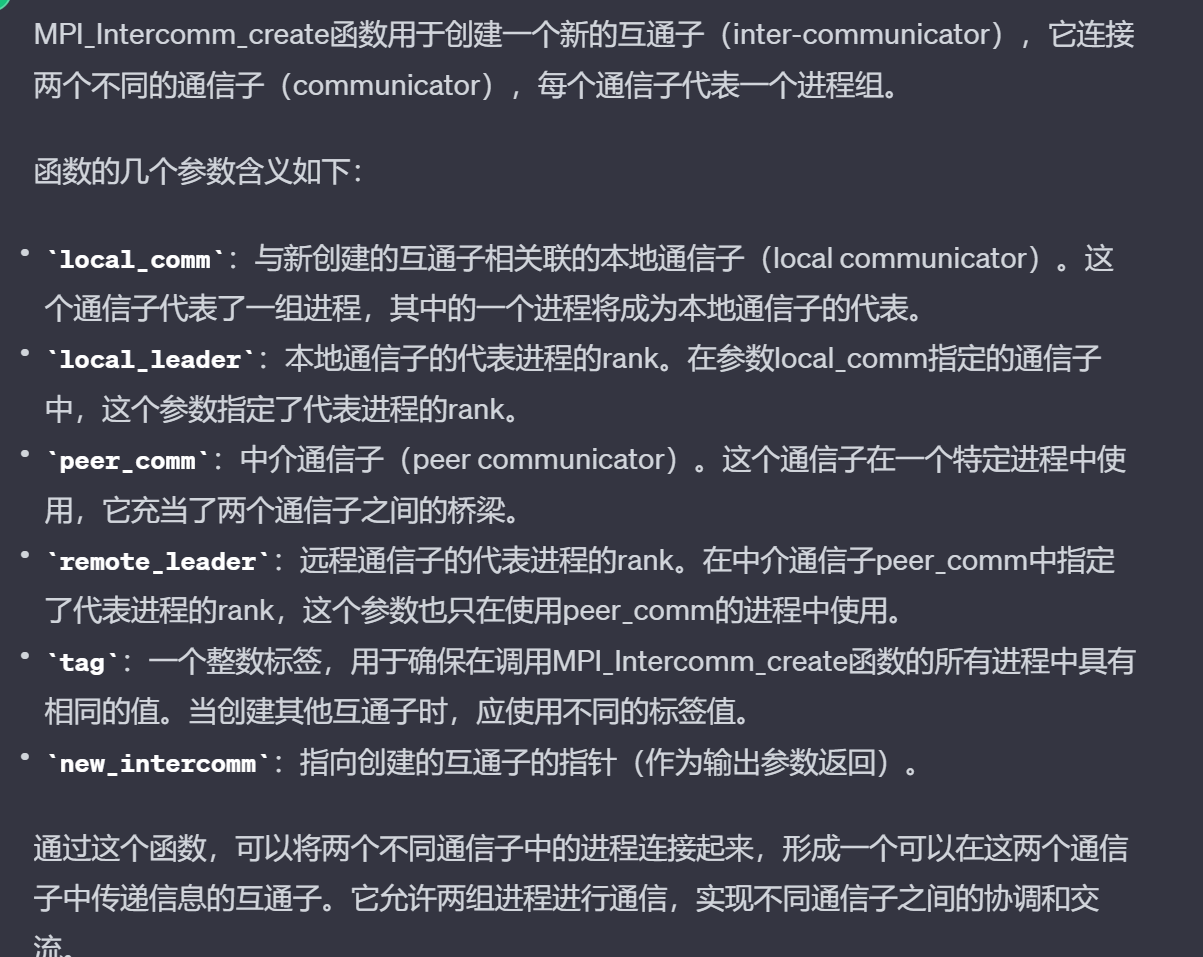 MPI_Intercomm_create函数用于创建一个新的互通子（inter-communicator），它连接
两个不同的通信子（communicator），每个通信子代表一个进程组。
函数的几个参数含义如下：
• `local_comm`：与新创建的互通子相关联的本地通信子（local communicator）。这
个通信子代表了一组进程，其中的一个进程将成为本地通信子的代表。
• `local_leader`：本地通信子的代表进程的rank。在参数local_comm指定的通信子
中，这个参数指定了代表进程的rank。
• `peer_comm`：中介通信子（peer communicator）。这个通信子在一个特定进程中使
用，它充当了两个通信子之间的桥梁。
• `remote_leader`：远程通信子的代表进程的rank。在中介通信子peer_comm中指定
了代表进程的rank，这个参数也只在使用peer_comm的进程中使用。
• `tag`：一个整数标签，用于确保在调用MPI_Intercomm_create函数的所有进程中具有
相同的值。当创建其他互通子时，应使用不同的标签值。
• `new_intercomm`：指向创建的互通子的指针（作为输出参数返回）。
通过这个函数，可以将两个不同通信子中的进程连接起来，形成一个可以在这两个通信
子中传递信息的互通子。它允许两组进程进行通信，实现不同通信子之间的协调和交
流。